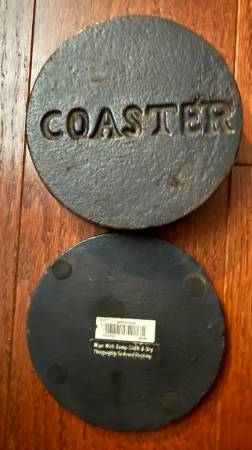 COASTER
Wipe With Damp Cloth & Dry
Thoroughly To Avoid Rusting